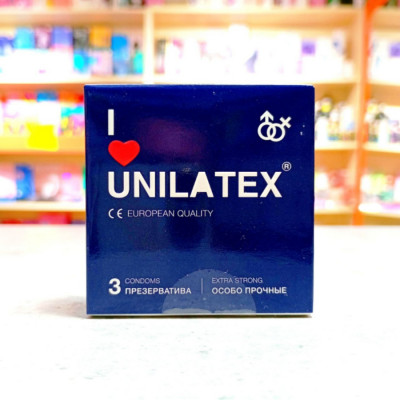 I
❤
UNILATEX®
CE EUROPEAN QUALITY
3 CONDOMS
ПРЕЗЕРВАТИВА
EXTRA STRONG
ОСОБО ПРОЧНЫЕ